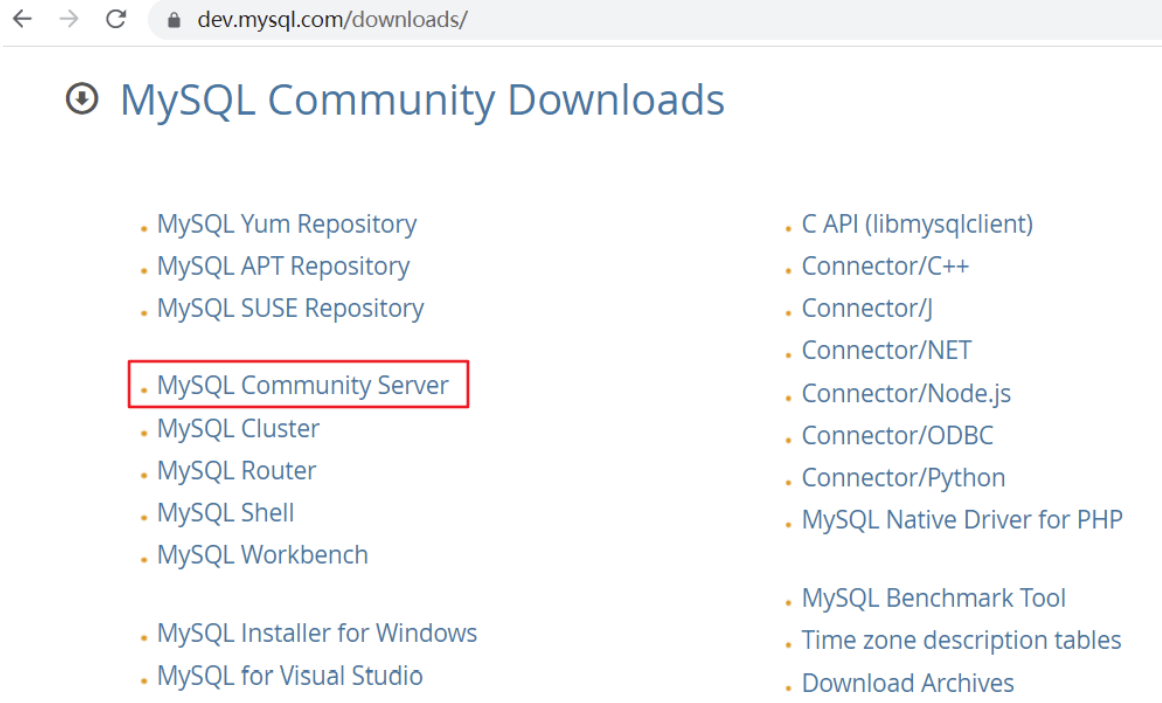 dev.mysql.com/downloads/
MySQL Community Downloads
MySQL Yum Repository
MySQL APT Repository
MySQL SUSE Repository
MySQL Community Server
MySQL Cluster
MySQL Router
MySQL Shell
MySQL Workbench
MySQL Installer for Windows
MySQL for Visual Studio
C API (libmysqlclient)
Connector/C++
Connector/J
Connector/NET
Connector/Node.js
Connector/ODBC
Connector/Python
MySQL Native Driver for PHP
MySQL Benchmark Tool
Time zone description tables
Download Archives